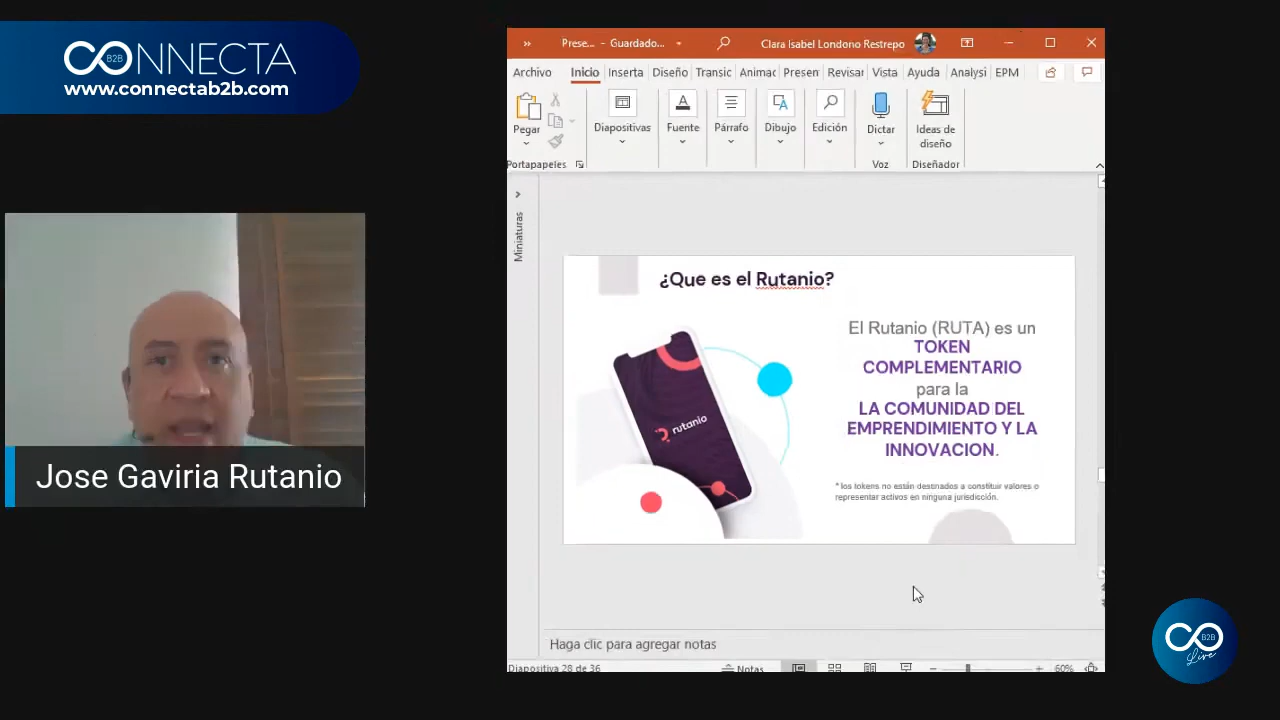 CONNECTA
B2B
www.connectab2b.com
Prese... - Guardado...
Clara Isabel Londono Restrepo
Archivo Inicio Inserta Diseño Transic Animac Presen Revisar Vista Ayuda Analysi EPM
Pegar
Diapositivas
Fuente
Párrafo
Dibujo
Edición
Dictar
Ideas de
diseño
Portapapeles
Voz
Diseñador
Miniaturas
¿Que es el Rutanio?
rutanio
El Rutanio (RUTA) es un
TOKEN
COMPLEMENTARIO
para la
LA COMUNIDAD DEL
EMPRENDIMIENTO Y LA
INNOVACION.
* los tokens no están destinados a constituir valores o
representar activos en ninguna jurisdicción.
Jose Gaviria Rutanio
Haga clic para agregar notas
Diapositiva 28 de 36
Notas
60%
B2B
Live